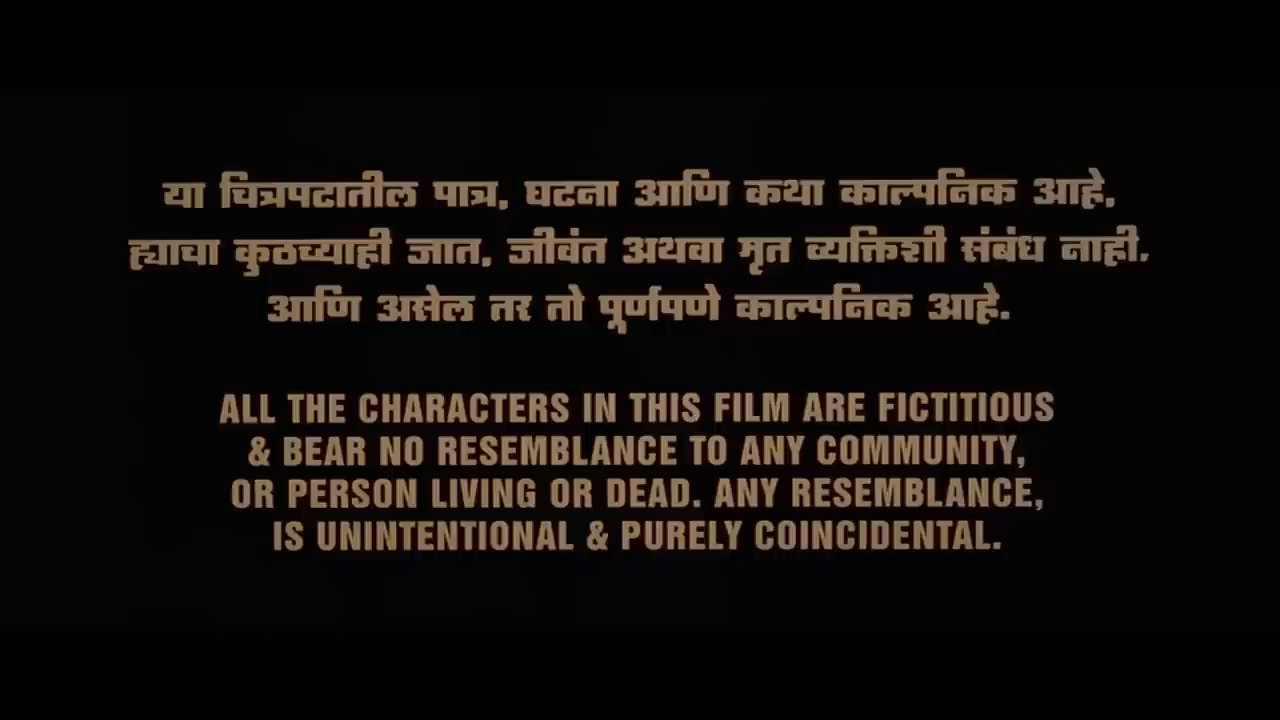 या चित्रपटातील पात्र, घटना आणि कथा काल्पनिक आहे,
ह्याचा कुठच्याही जात, जीवंत अथवा मृत व्यक्तिशी संबंध नाही.
आणि असेल तर तो पूर्णपणे काल्पनिक आहे.
ALL THE CHARACTERS IN THIS FILM ARE FICTITIOUS
& BEAR NO RESEMBLANCE TO ANY COMMUNITY,
OR PERSON LIVING OR DEAD. ANY RESEMBLANCE,
IS UNINTENTIONAL & PURELY COINCIDENTAL.